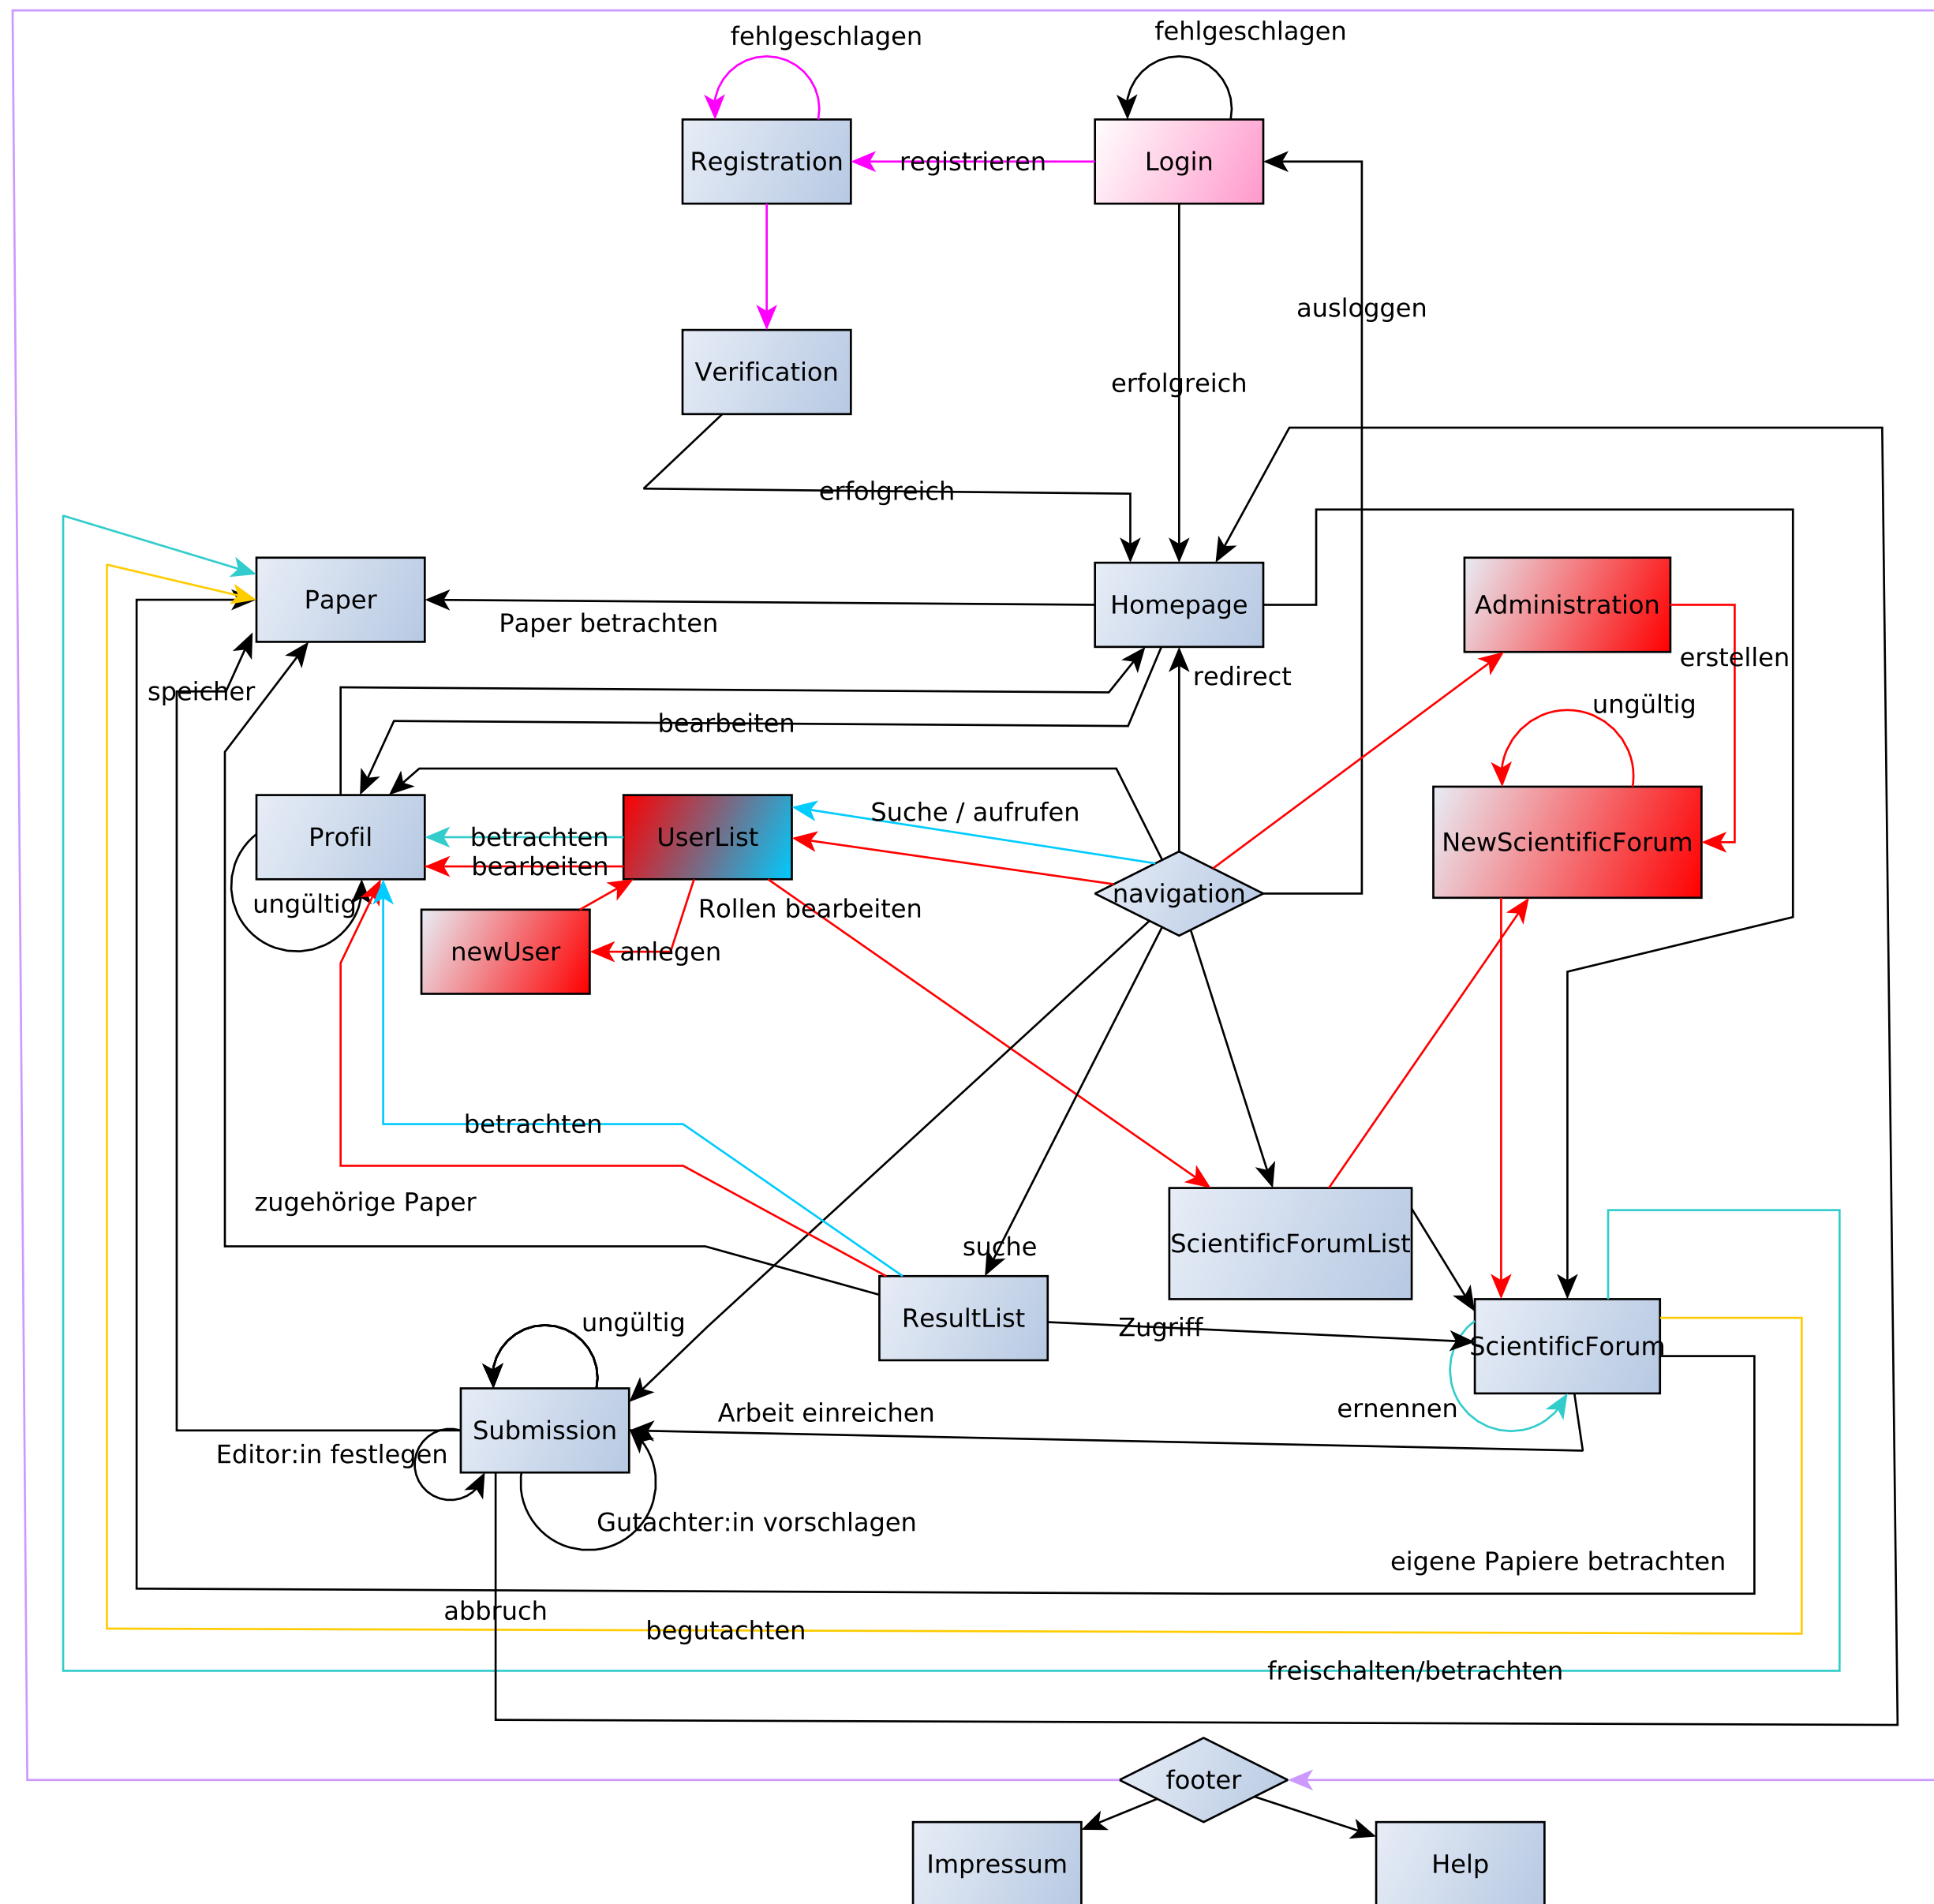 fehlgeschlagen
fehlgeschlagen
Registration
registrieren
Login
ausloggen
Verification
erfolgreich
erfolgreich
Paper
Homepage
Administration
Paper betrachten
erstellen
redirect
speicher
ungültig
bearbeiten
Suche / aufrufen
Profil
betrachten
UserList
NewScientificForum
bearbeiten
navigation
ungültig
Rollen bearbeiten
newUser
anlegen
betrachten
zugehörige Paper
suche
ScientificForumList
ResultList
ungültig
Zugriff
ScientificForum
Arbeit einreichen
ernennen
Submission
Editor:in festlegen
Gutachter:in vorschlagen
eigene Papiere betrachten
abbruch
begutachten
freischalten/betrachten
footer
Impressum
Help